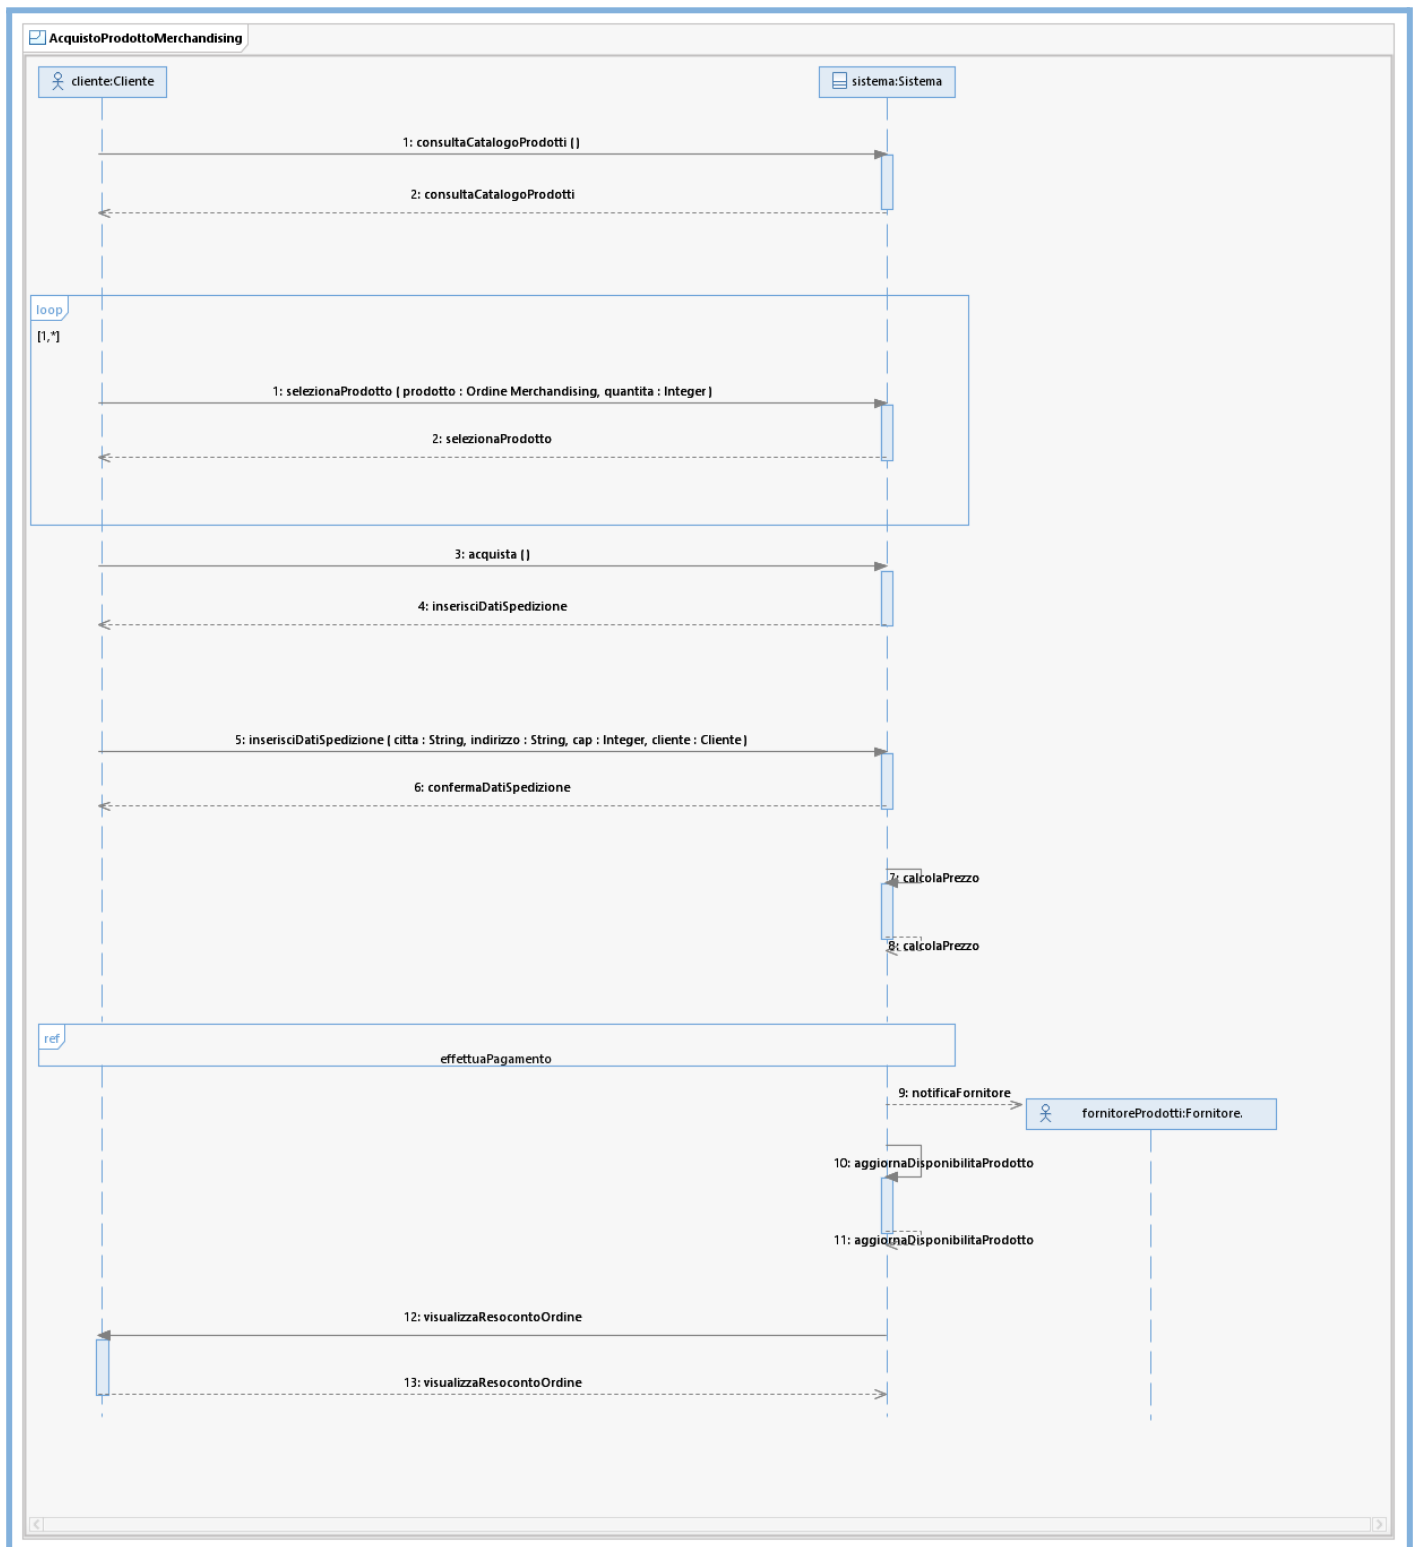 AcquistoProdottoMerchandising
cliente:Cliente
sistema:Sistema
1: consultaCatalogoProdotti ()
2: consultaCatalogoProdotti
loop
[1,*]
1: selezionaProdotto ( prodotto : Ordine Merchandising, quantita : Integer )
2: selezionaProdotto
3: acquista ()
4: inserisciDatiSpedizione
5: inserisciDatiSpedizione ( citta : String, indirizzo : String, cap : Integer, cliente : Cliente )
6: confermaDatiSpedizione
7: calcolaPrezzo
8: calcolaPrezzo
ref
effettuaPagamento
9: notificaFornitore
fornitoreProdotti:Fornitore.
10: aggiornaDisponibilitaProdotto
11: aggiornaDisponibilitaProdotto
12: visualizzaResocontoOrdine
13: visualizzaResocontoOrdine